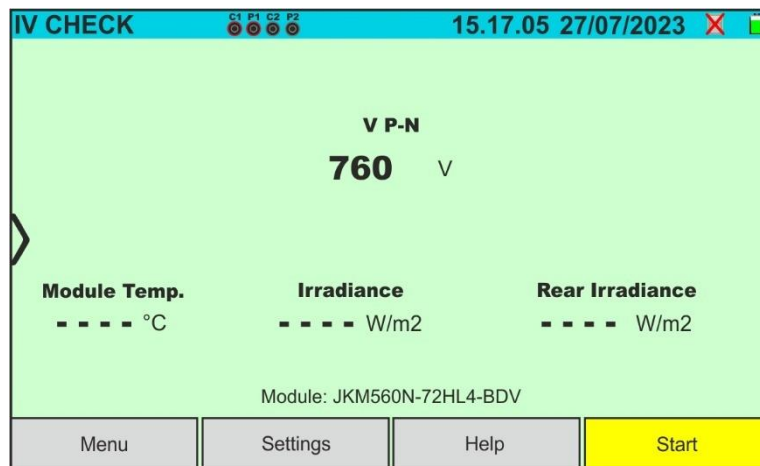 IV CHECK C1 P1 C2 P2 15.17.05 27/07/2023
V P-N
760 V
Module Temp. Irradiance Rear Irradiance
- - - - °C - - - - W/m2 - - - - W/m2
Module: JKM560N-72HL4-BDV
Menu Settings Help Start